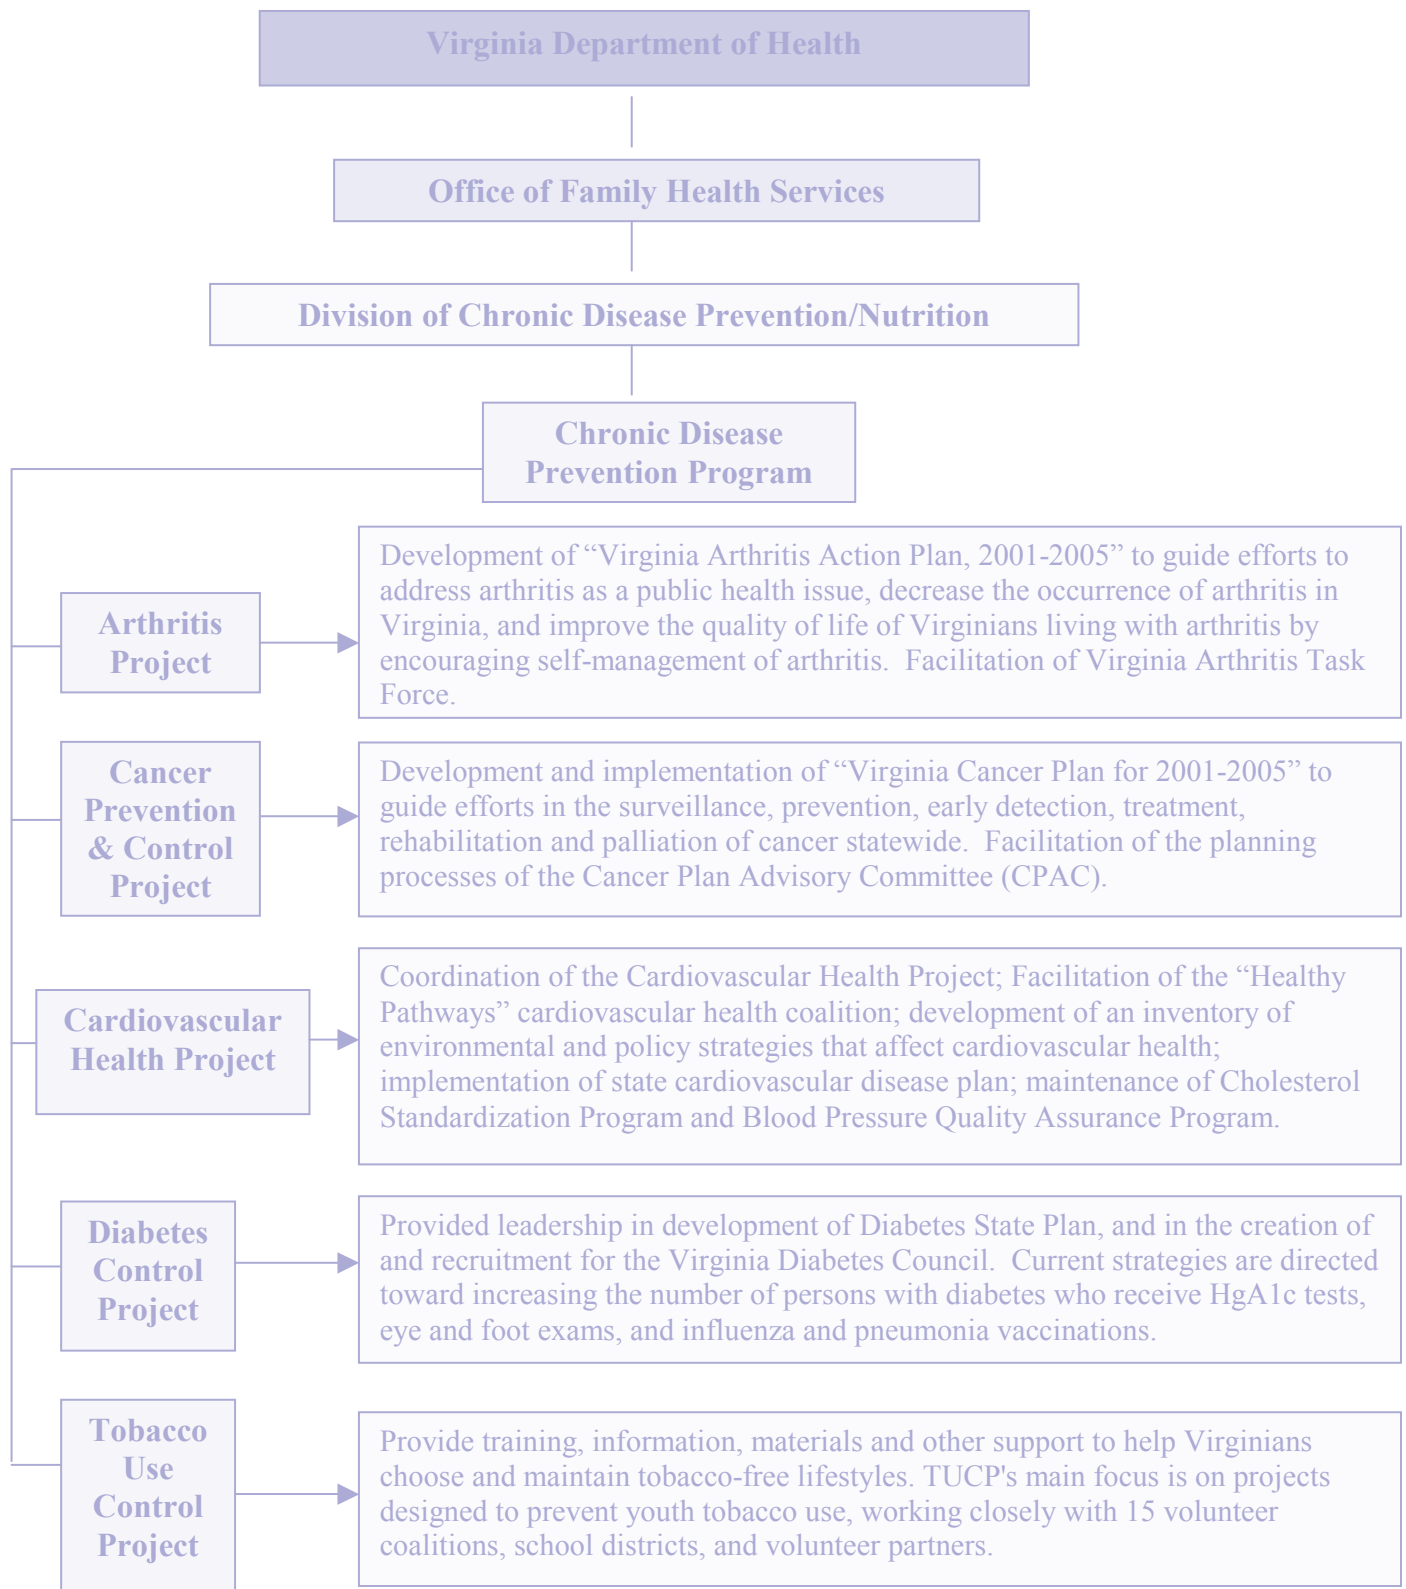 Virginia Department of Health
Office of Family Health Services
Division of Chronic Disease Prevention/Nutrition
Chronic Disease
Prevention Program
Arthritis
Project
Development of “Virginia Arthritis Action Plan, 2001-2005” to guide efforts to
address arthritis as a public health issue, decrease the occurrence of arthritis in
Virginia, and improve the quality of life of Virginians living with arthritis by
encouraging self-management of arthritis.  Facilitation of Virginia Arthritis Task
Force.
Cancer
Prevention
& Control
Project
Development and implementation of “Virginia Cancer Plan for 2001-2005” to
guide efforts in the surveillance, prevention, early detection, treatment,
rehabilitation and palliation of cancer statewide.  Facilitation of the planning
processes of the Cancer Plan Advisory Committee (CPAC).
Cardiovascular
Health Project
Coordination of the Cardiovascular Health Project; Facilitation of the “Healthy
Pathways” cardiovascular health coalition; development of an inventory of
environmental and policy strategies that affect cardiovascular health;
implementation of state cardiovascular disease plan; maintenance of Cholesterol
Standardization Program and Blood Pressure Quality Assurance Program.
Diabetes
Control
Project
Provided leadership in development of Diabetes State Plan, and in the creation of
and recruitment for the Virginia Diabetes Council.  Current strategies are directed
toward increasing the number of persons with diabetes who receive HgA1c tests,
eye and foot exams, and influenza and pneumonia vaccinations.
Tobacco
Use
Control
Project
Provide training, information, materials and other support to help Virginians
choose and maintain tobacco-free lifestyles. TUCP's main focus is on projects
designed to prevent youth tobacco use, working closely with 15 volunteer
coalitions, school districts, and volunteer partners.